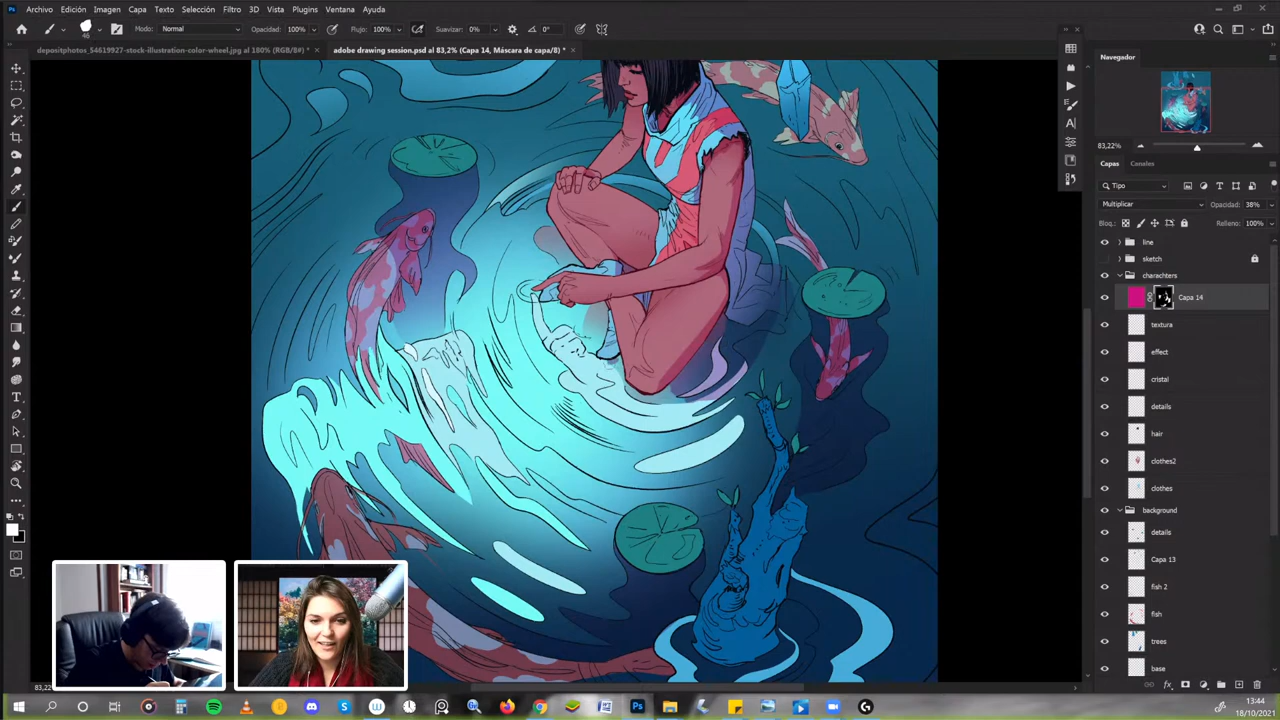 Archivo Edición Imagen Capa Texto Selección Filtro 3D Vista Plugins Ventana Ayuda
46 Modo: Normal Opacidad: 100% Flujo: 100% Suavizar: 0% 0°
depositphotos_54619927-stock-illustration-color-wheel.jpg al 180% (RGB/8#) * ×
adobe drawing session.psd al 83,2% (Capa 14, Máscara de capa/8) * ×
Navegador
83,22%
Capas Canales
Tipo
Multiplicar Opacidad: 38%
Bloq.: Relleno: 100%
line
sketch
charachters
Capa 14
textura
effect
cristal
details
hair
clothes2
clothes
background
details
Capa 13
fish 2
fish
trees
base
13:44
18/10/2021